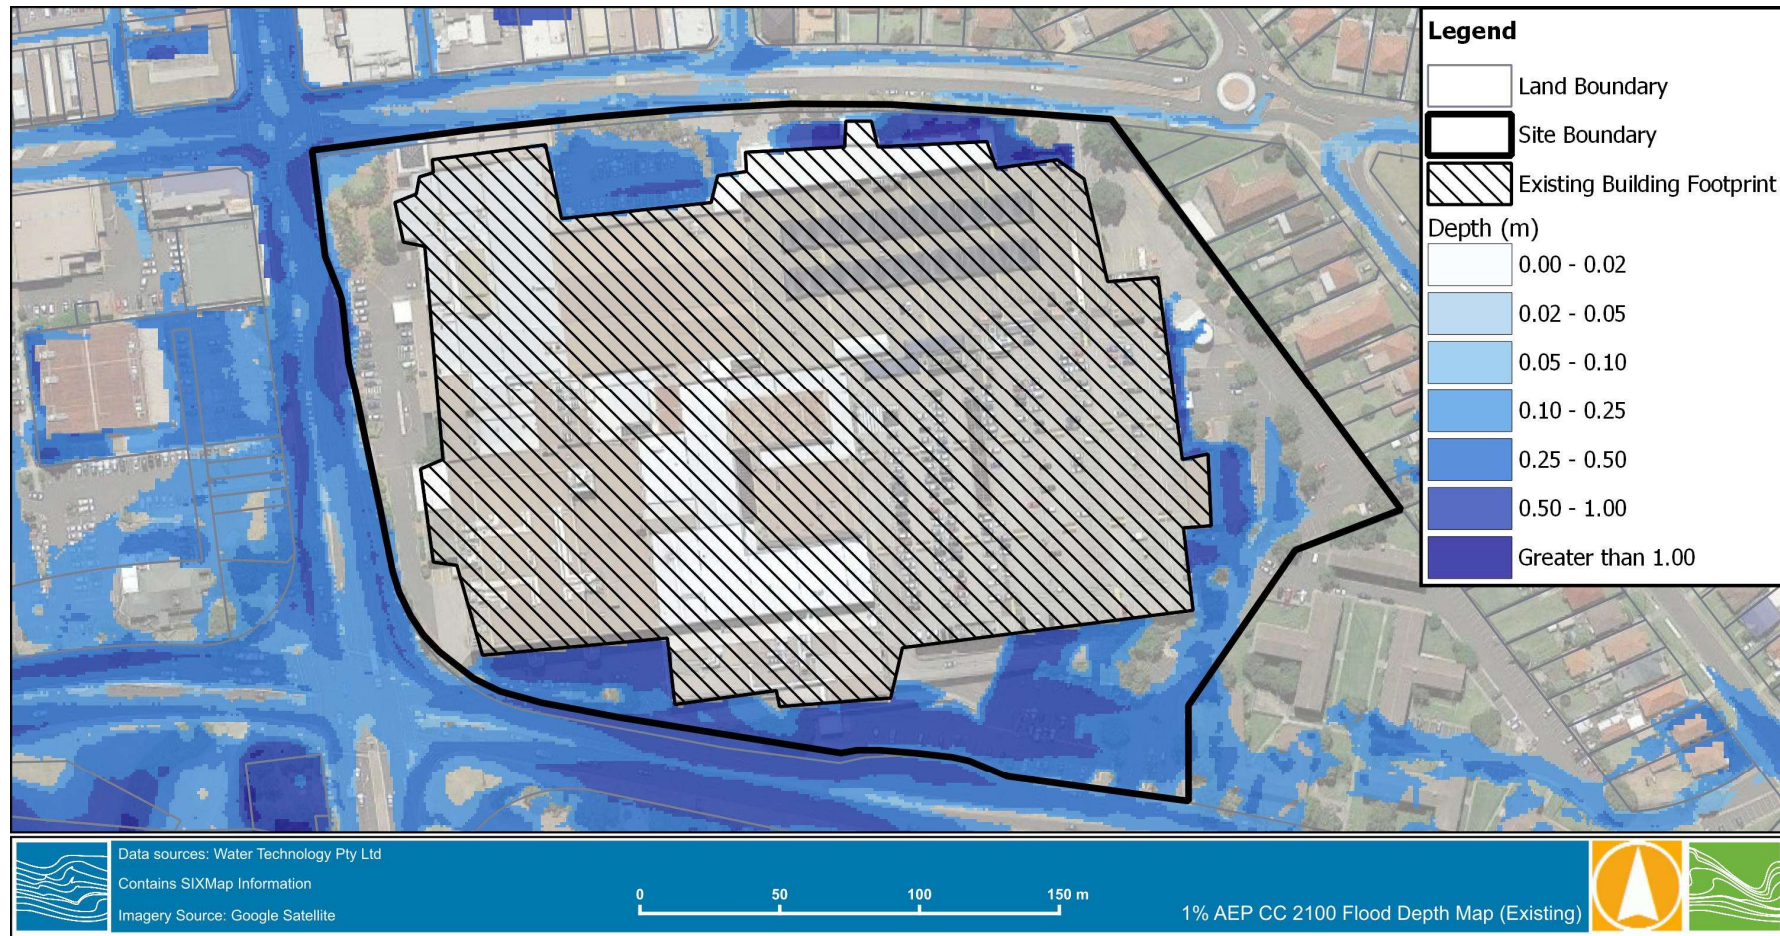 Legend
Land Boundary
Site Boundary
Existing Building Footprint
Depth (m)
0.00 - 0.02
0.02 - 0.05
0.05 - 0.10
0.10 - 0.25
0.25 - 0.50
0.50 - 1.00
Greater than 1.00
Data sources: Water Technology Pty Ltd
Contains SIXMap Information
Imagery Source: Google Satellite
0 50 100 150 m
1% AEP CC 2100 Flood Depth Map (Existing)